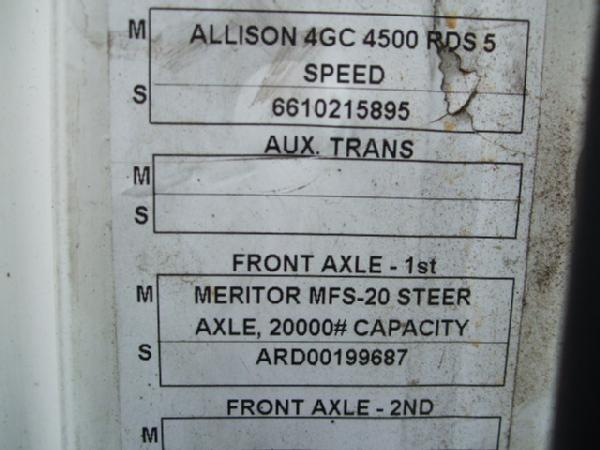 M ALLISON 4GC 4500 RDS 5
SPEED
S 6610215895
AUX. TRANS
M
S
FRONT AXLE - 1st
M MERITOR MFS-20 STEER
AXLE, 20000# CAPACITY
S ARD00199687
FRONT AXLE - 2ND
M